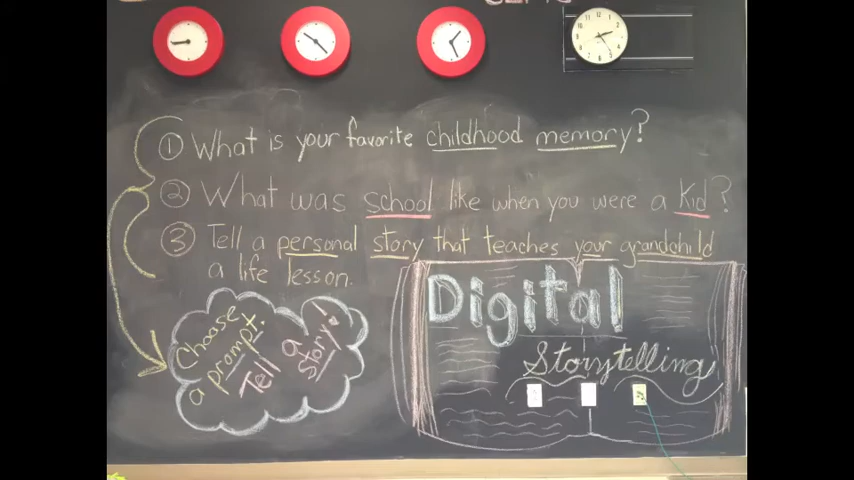 ① What is your favorite childhood memory?
② What was school like when you were a kid?
③ Tell a personal story that teaches your grandchild
a life lesson.
Choose
a prompt.
Tell a
story!
Digital
Storytelling